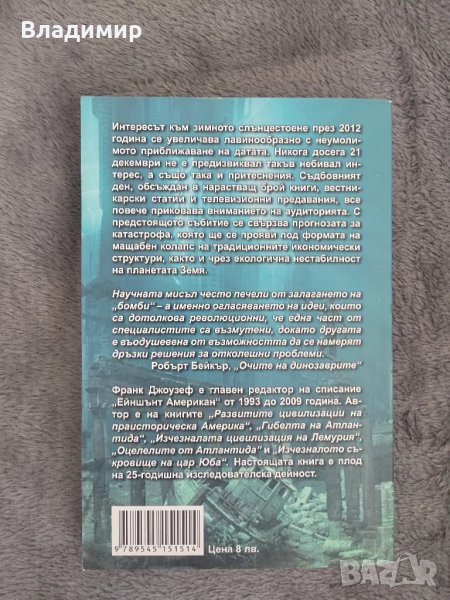 Владимир
Интересът към зимното слънцестоене през 2012
година се увеличава лавинообразно с неумоли-
мото приближаване на датата. Никога досега 21
декември не е предизвиквал такъв небивал ин-
терес, а също така и притеснения. Съдбовният
ден, обсъждан в нарастващ брой книги, вестни-
карски статии и телевизионни предавания, все
повече приковава вниманието на аудиторията. С
предстоящото събитие се свързва прогнозата за
катастрофа, която ще се прояви под формата на
мащабен колапс на традиционните икономически
структури, както и чрез екологична нестабилност
на планетата Земя.
Научната мисъл често печели от залагането на
„бомби“ – а именно огласяването на идеи, които
са дотолкова революционни, че една част от
специалистите са възмутени, докато другата
е въодушевена от възможността да се намерят
дръзки решения за отколешни проблеми.
Робърт Бейкър, „Очите на динозаврите“
Франк Джоузеф е главен редактор на списание
“Ейншънт Американ“ от 1993 до 2009 година. Ав-
тор е на книгите „Развитите цивилизации на
праисторическа Америка“, „Гибелта на Атлан-
тида“, „Изчезналата цивилизация на Лемурия“,
„Оцелелите от Атлантида“ и „Изчезналото съ-
кровище на цар Юба“. Настоящата книга е плод
на 25-годишна изследователска дейност.
9 789545 151514
Цена 8 лв.
BAZAR